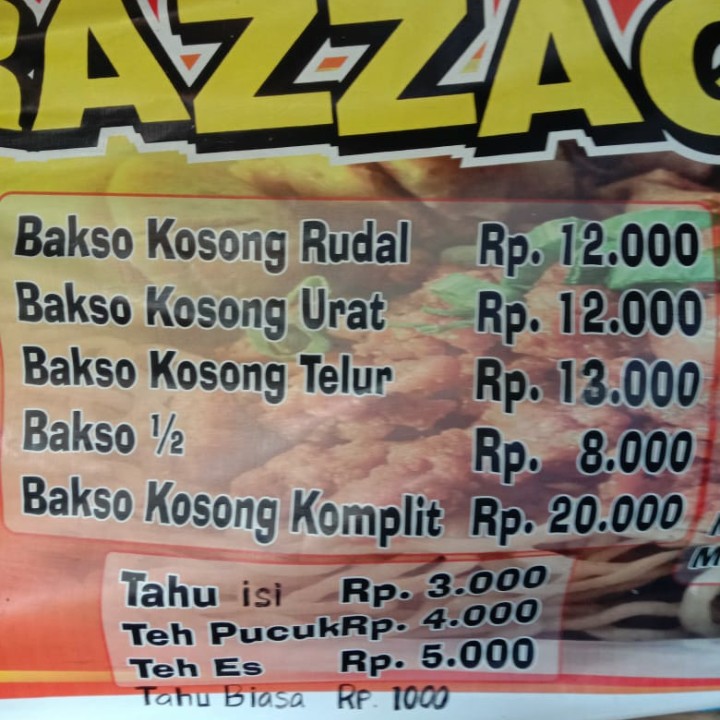 Bakso Kosong Rudal Rp. 12.000
Bakso Kosong Urat Rp. 12.000
Bakso Kosong Telur Rp. 13.000
Bakso ½ Rp. 8.000
Bakso Kosong Komplit Rp. 20.000
Tahu isi Rp. 3.000
Teh Pucuk Rp. 4.000
Teh Es Rp. 5.000
Tahu Biasa Rp. 1000